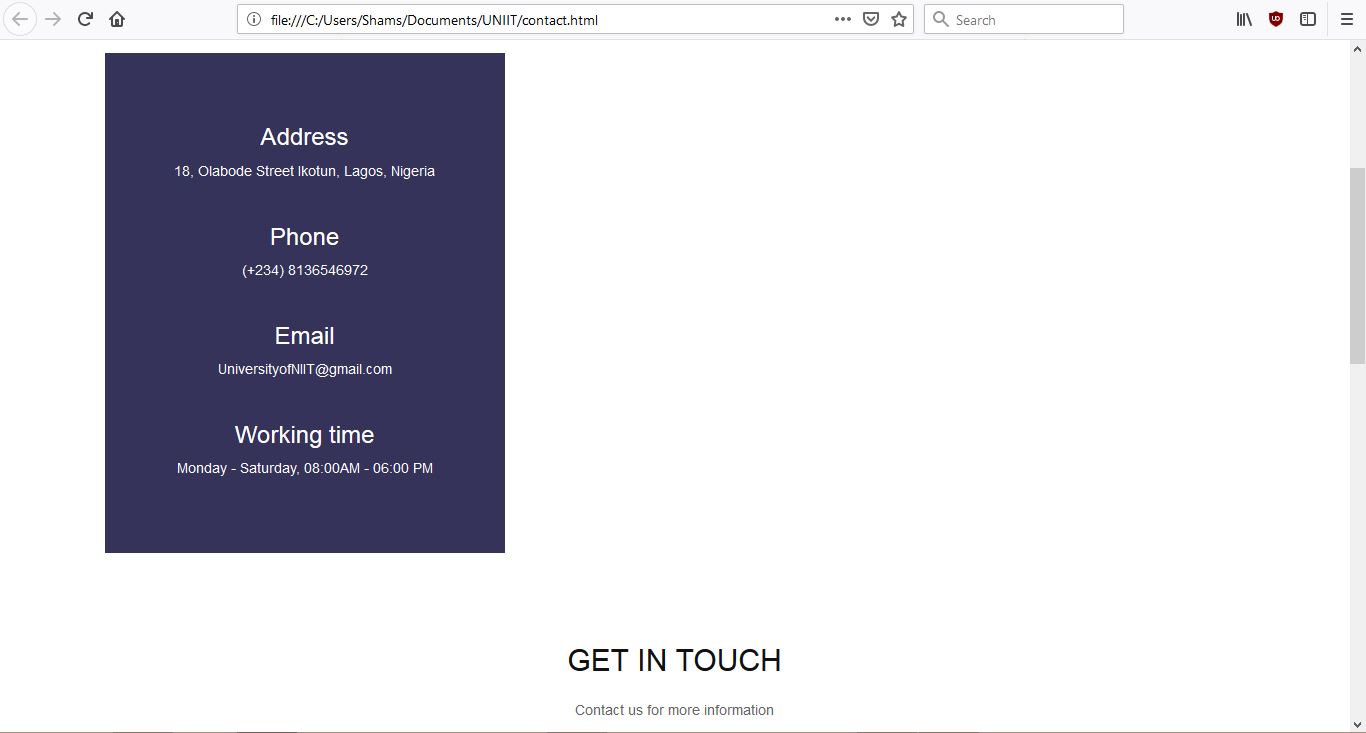 file:///C:/Users/Shams/Documents/UNIIT/contact.html
Search
Address
18, Olabode Street Ikotun, Lagos, Nigeria
Phone
(+234) 8136546972
Email
UniversityofNIIT@gmail.com
Working time
Monday - Saturday, 08:00AM - 06:00 PM
GET IN TOUCH
Contact us for more information